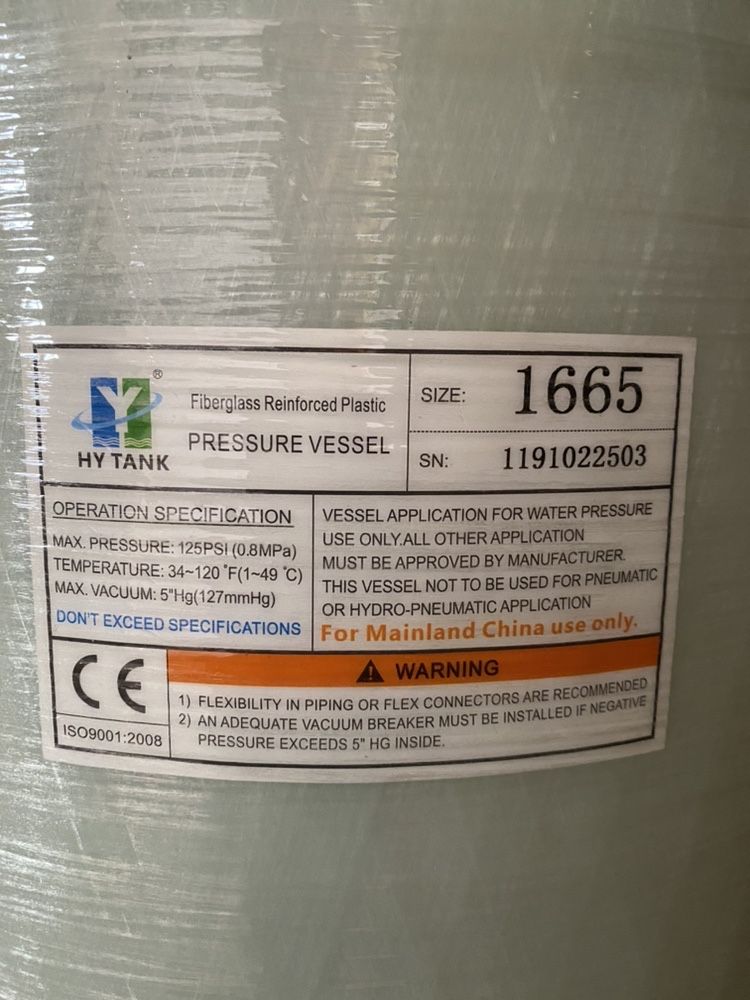 HY TANK
®
Fiberglass Reinforced Plastic
PRESSURE VESSEL
SIZE: 1665
SN: 1191022503
OPERATION SPECIFICATION
MAX. PRESSURE: 125PSI (0.8MPa)
TEMPERATURE: 34~120 °F(1~49 °C)
MAX. VACUUM: 5"Hg(127mmHg)
DON'T EXCEED SPECIFICATIONS
VESSEL APPLICATION FOR WATER PRESSURE
USE ONLY.ALL OTHER APPLICATION
MUST BE APPROVED BY MANUFACTURER.
THIS VESSEL NOT TO BE USED FOR PNEUMATIC
OR HYDRO-PNEUMATIC APPLICATION
For Mainland China use only.
CE
ISO9001:2008
WARNING
1) FLEXIBILITY IN PIPING OR FLEX CONNECTORS ARE RECOMMENDED
2) AN ADEQUATE VACUUM BREAKER MUST BE INSTALLED IF NEGATIVE
PRESSURE EXCEEDS 5" HG INSIDE.